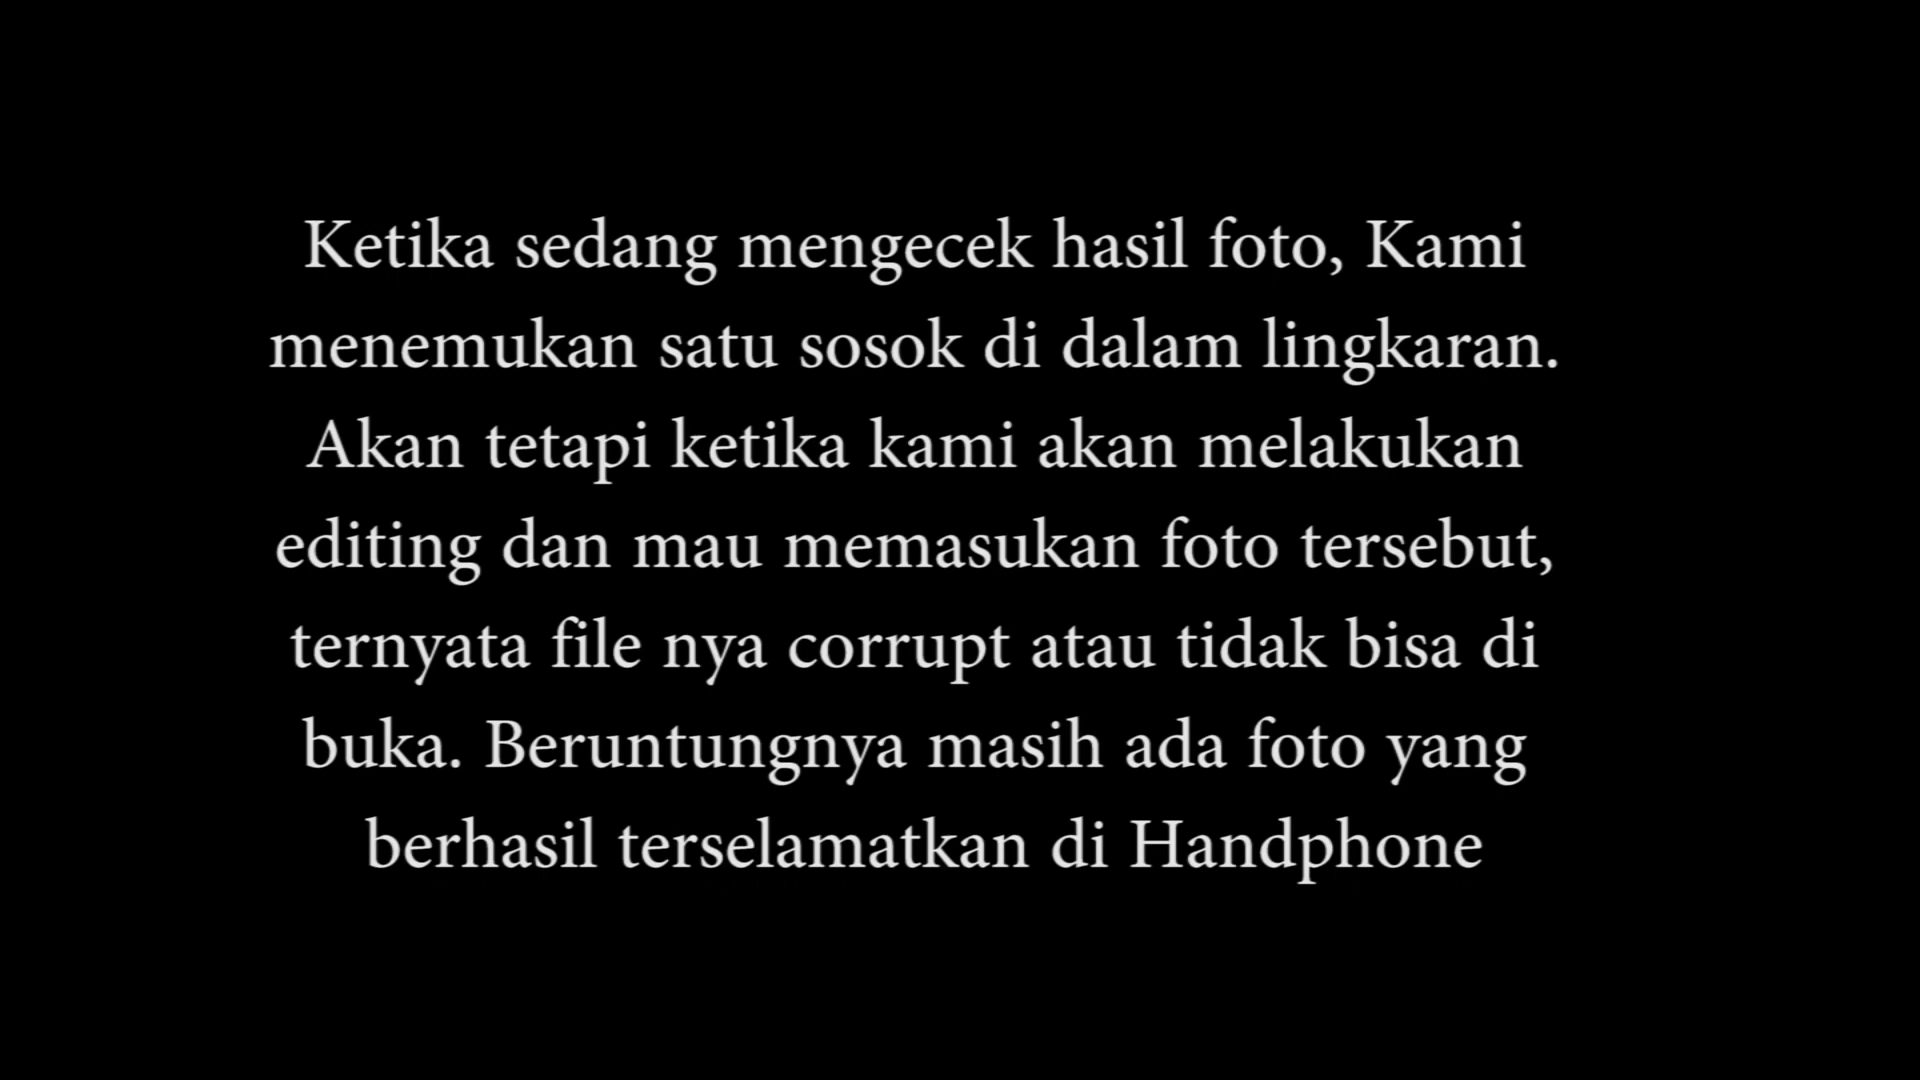 Ketika sedang mengecek hasil foto, Kami
menemukan satu sosok di dalam lingkaran.
Akan tetapi ketika kami akan melakukan
editing dan mau memasukan foto tersebut,
ternyata file nya corrupt atau tidak bisa di
buka. Beruntungnya masih ada foto yang
berhasil terselamatkan di Handphone